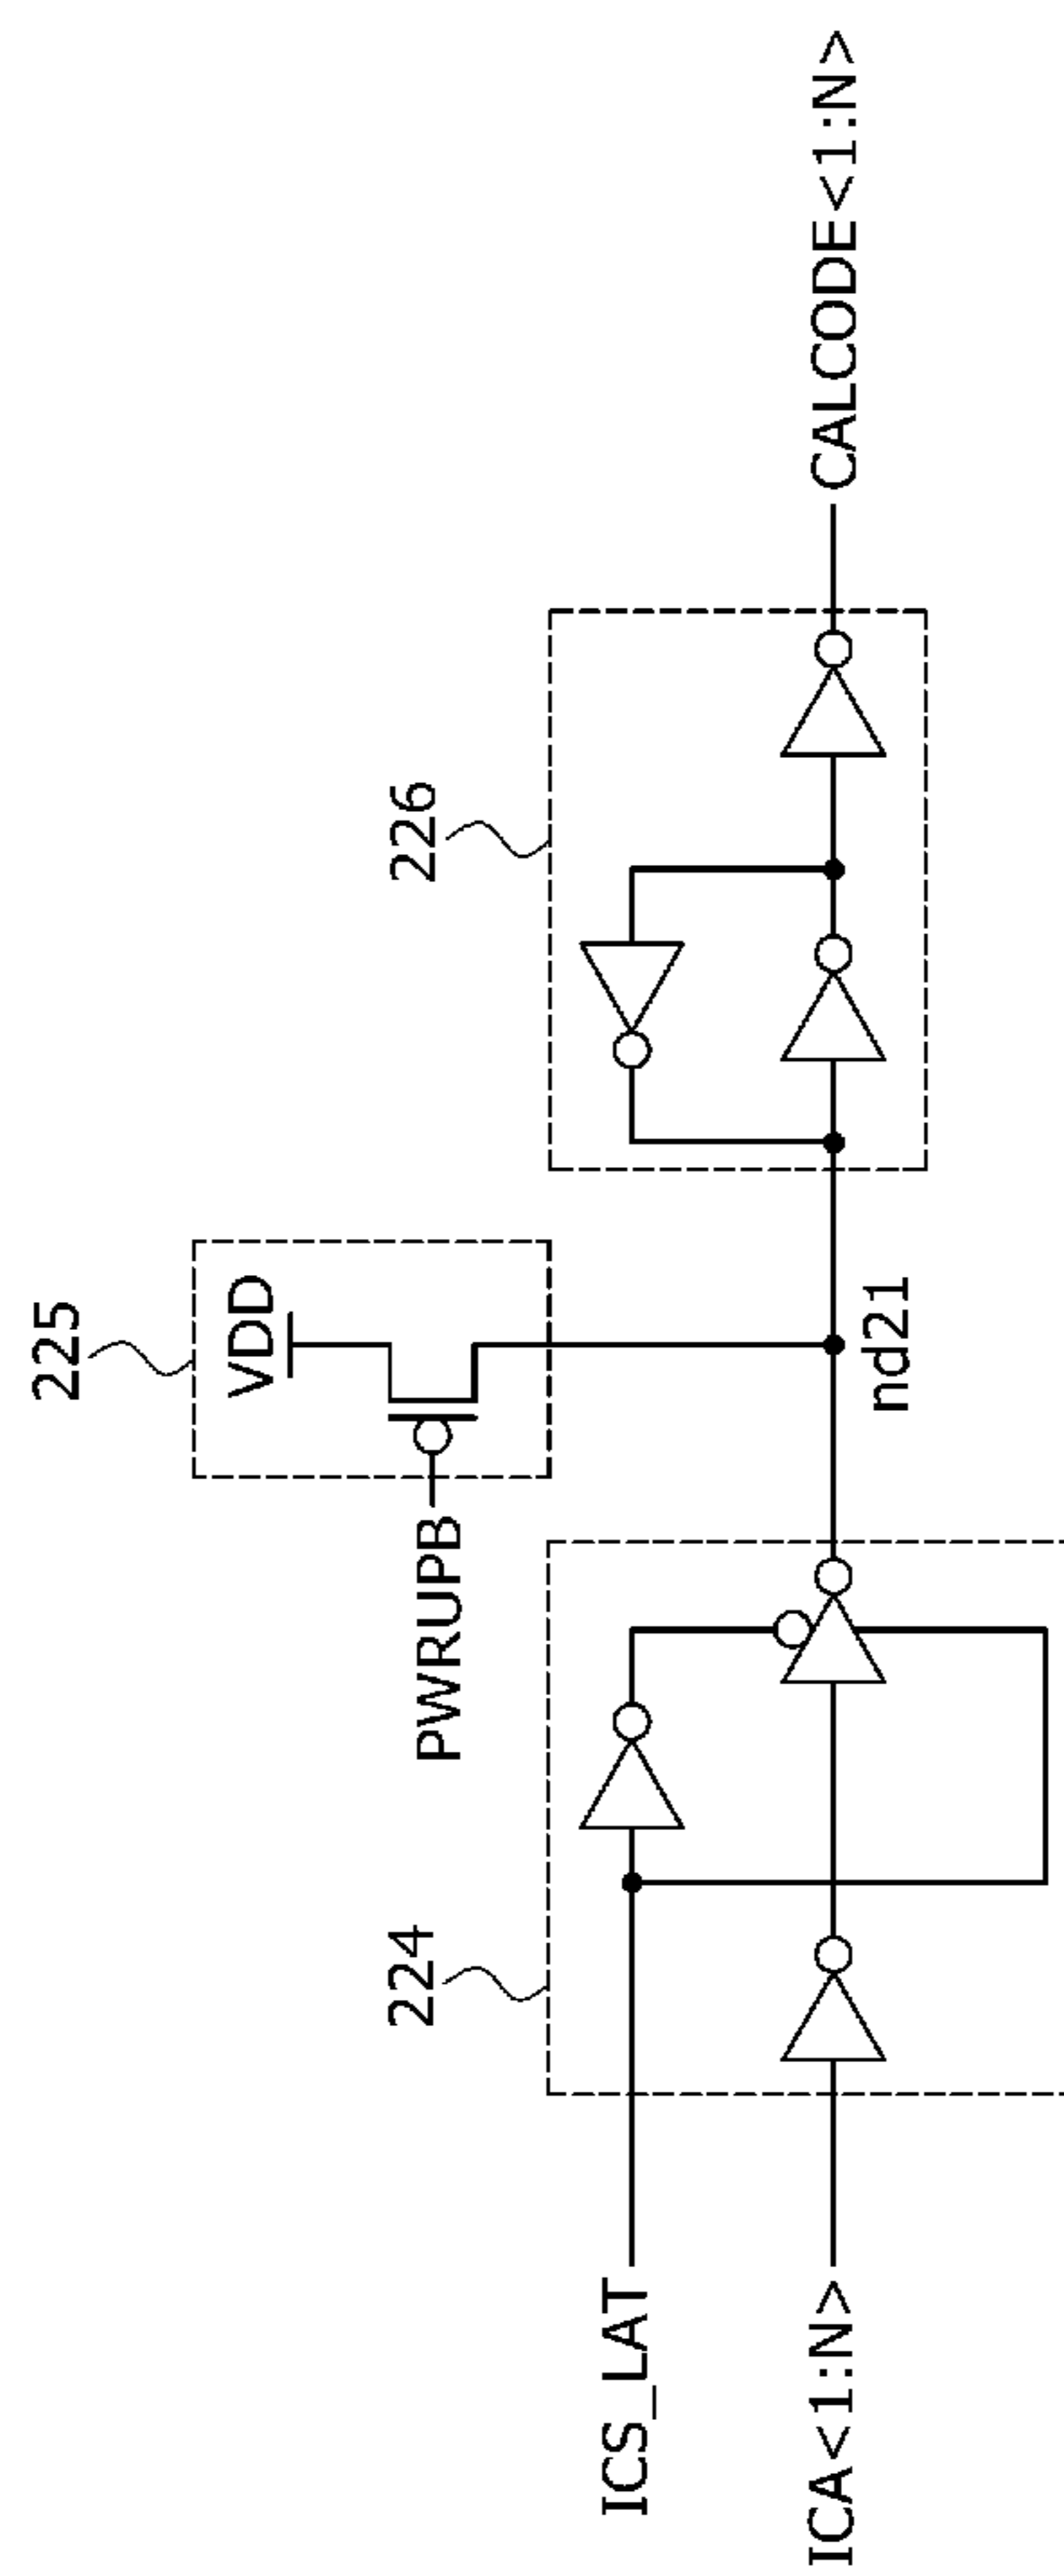 225
VDD
PWRUPB
224
226
ICS_LAT
ICA<1:N>
nd21
CALCODE<1:N>